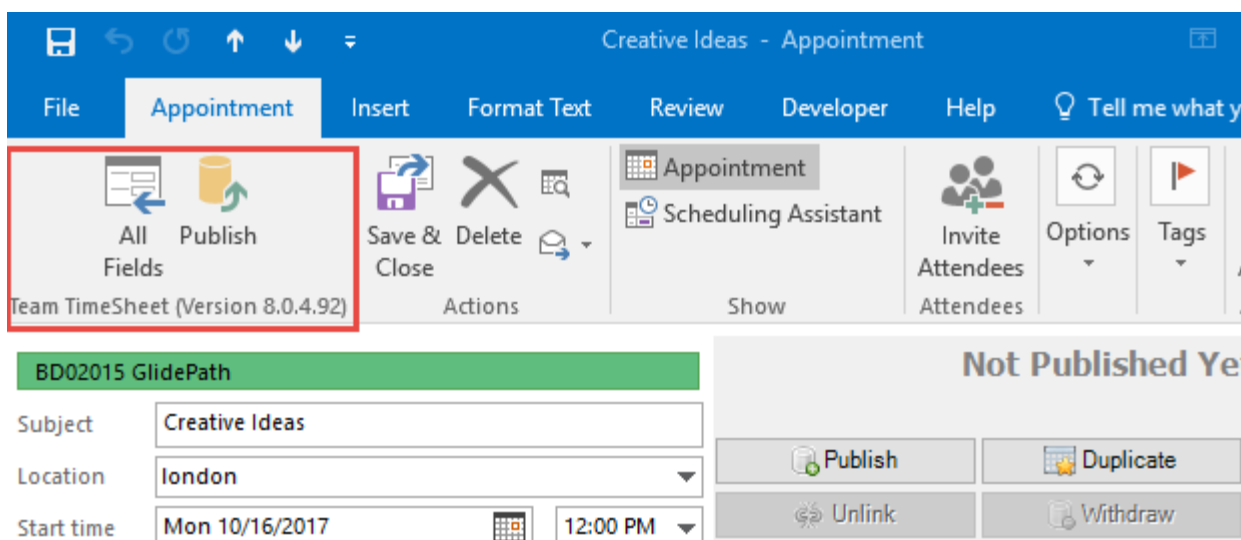 Creative Ideas - Appointment
File Appointment Insert Format Text Review Developer Help Tell me what y
All Fields
Publish
Team TimeSheet (Version 8.0.4.92)
Save & Close
Delete
Actions
Appointment
Scheduling Assistant
Show
Invite Attendees
Attendees
Options
Tags
BD02015 GlidePath
Not Published Ye
Subject Creative Ideas
Location london
Publish Duplicate
Start time Mon 10/16/2017 12:00 PM
Unlink Withdraw